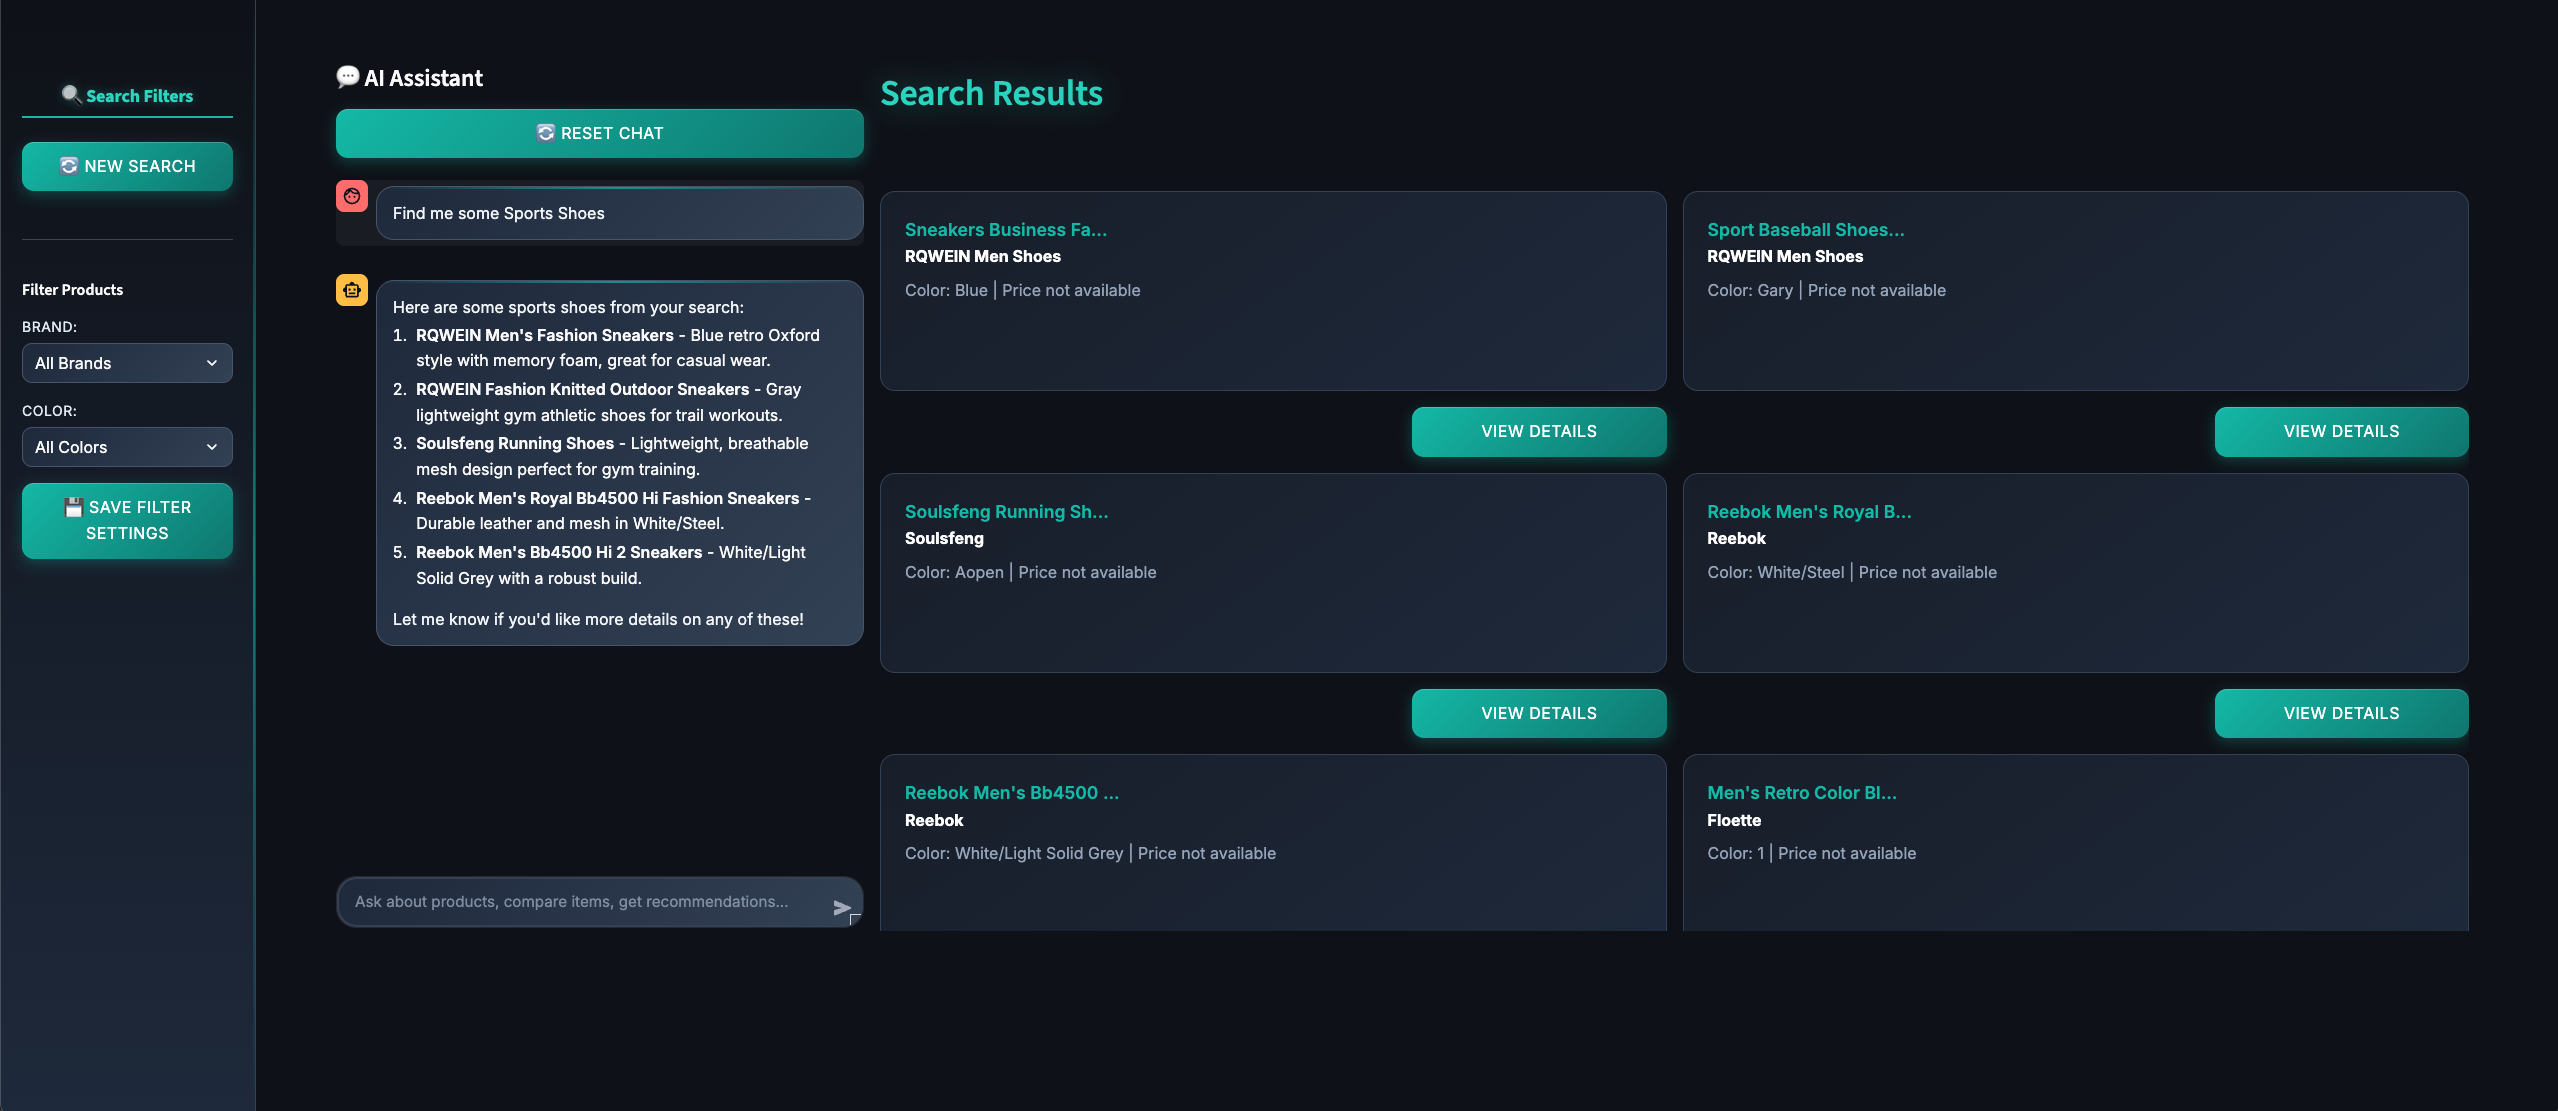 Search Filters
NEW SEARCH
Filter Products
BRAND:
All Brands
COLOR:
All Colors
SAVE FILTER
SETTINGS
AI Assistant
RESET CHAT
Find me some Sports Shoes
Here are some sports shoes from your search:
1. RQWEIN Men's Fashion Sneakers - Blue retro Oxford
style with memory foam, great for casual wear.
2. RQWEIN Fashion Knitted Outdoor Sneakers - Gray
lightweight gym athletic shoes for trail workouts.
3. Soulsfeng Running Shoes - Lightweight, breathable
mesh design perfect for gym training.
4. Reebok Men's Royal Bb4500 Hi Fashion Sneakers -
Durable leather and mesh in White/Steel.
5. Reebok Men's Bb4500 Hi 2 Sneakers - White/Light
Solid Grey with a robust build.
Let me know if you'd like more details on any of these!
Ask about products, compare items, get recommendations...
Search Results
Sneakers Business Fa...
RQWEIN Men Shoes
Color: Blue | Price not available
VIEW DETAILS
Sport Baseball Shoes...
RQWEIN Men Shoes
Color: Gary | Price not available
VIEW DETAILS
Soulsfeng Running Sh...
Soulsfeng
Color: Aopen | Price not available
VIEW DETAILS
Reebok Men's Royal B...
Reebok
Color: White/Steel | Price not available
VIEW DETAILS
Reebok Men's Bb4500 ...
Reebok
Color: White/Light Solid Grey | Price not available
Men's Retro Color Bl...
Floette
Color: 1 | Price not available